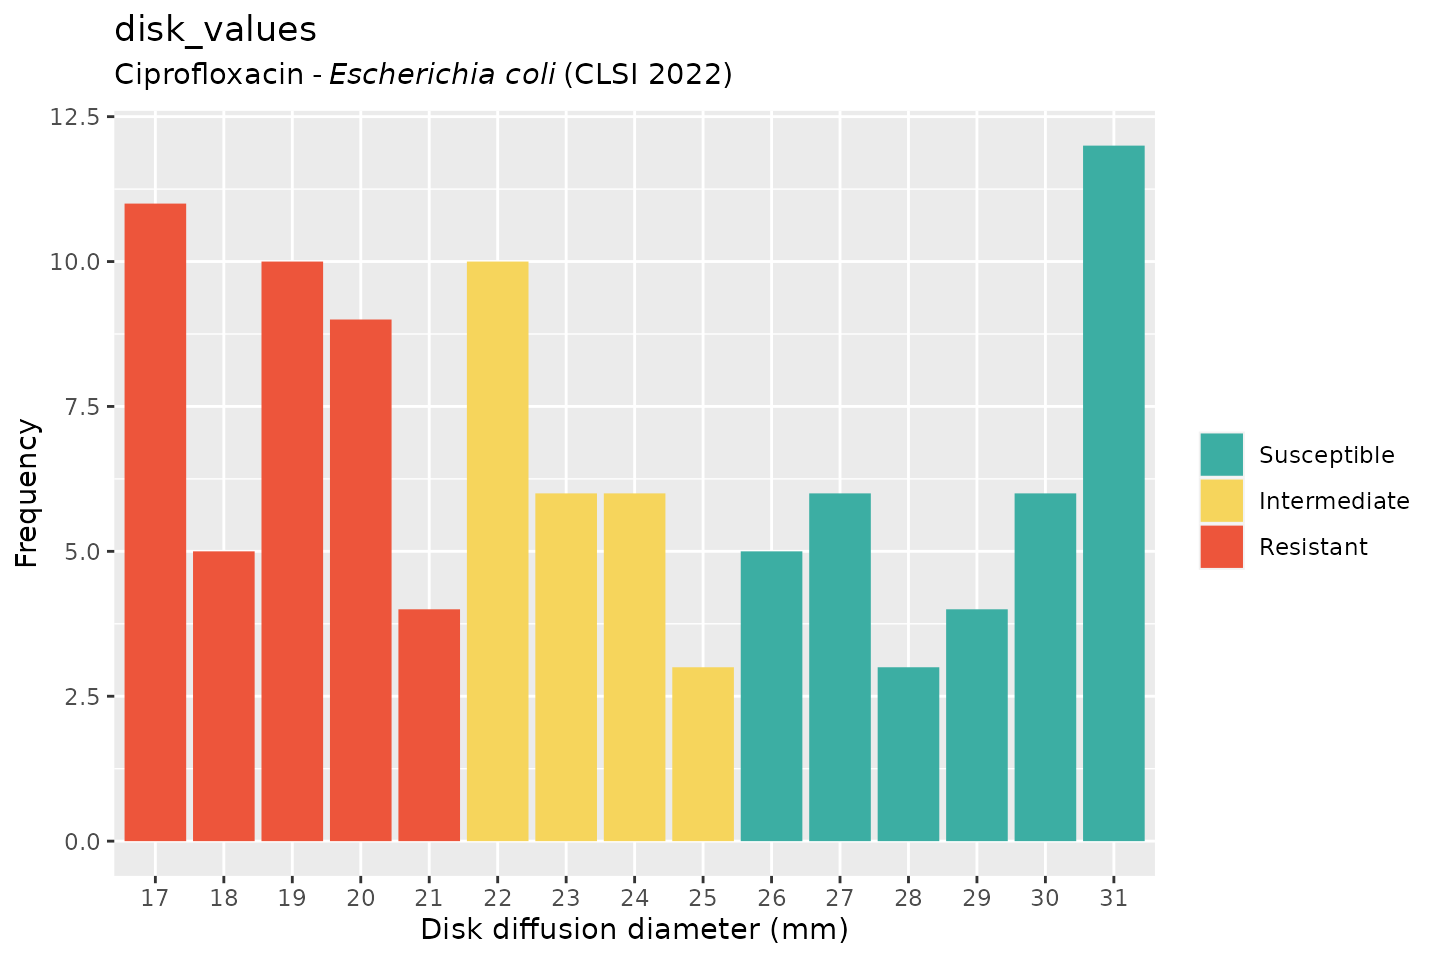 disk_values
Ciprofloxacin - Escherichia coli (CLSI 2022)
12.5
10.0
7.5
5.0
2.5
0.0
Frequency
17 18 19 20 21 22 23 24 25 26 27 28 29 30 31
Disk diffusion diameter (mm)
Susceptible
Intermediate
Resistant